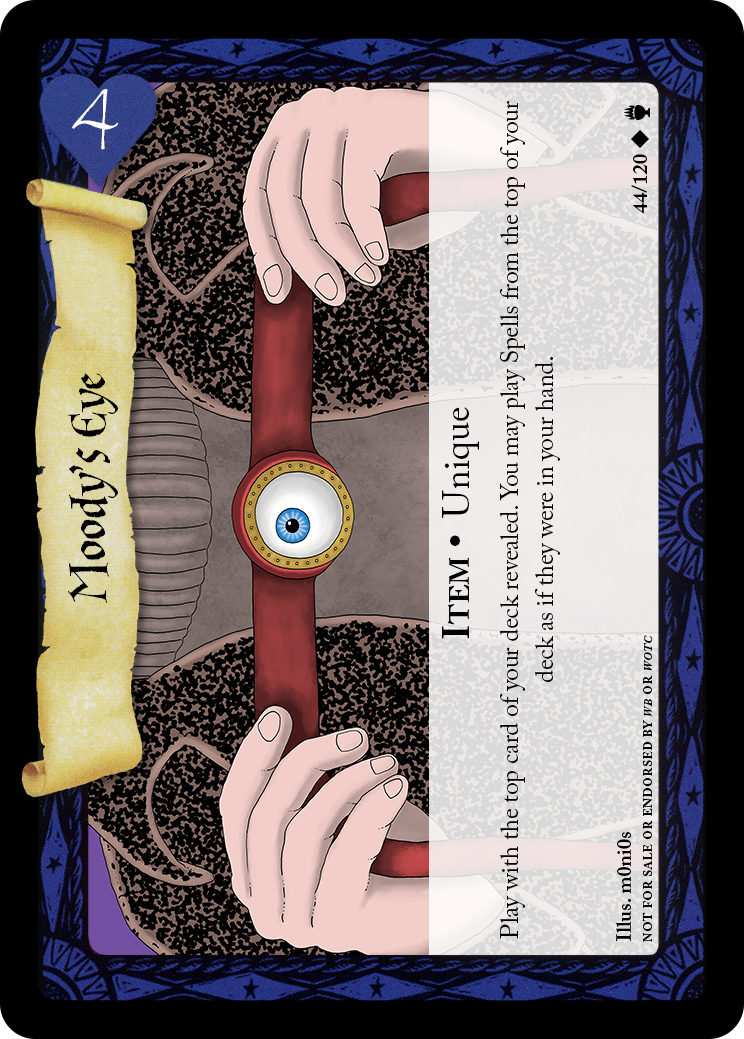 4
Moody's Eye
Item • Unique
Play with the top card of your deck revealed. You may play Spells from the top of your
deck as if they were in your hand.
Illus. m0ni0s
NOT FOR SALE OR ENDORSED BY WB OR WOTC
44/120